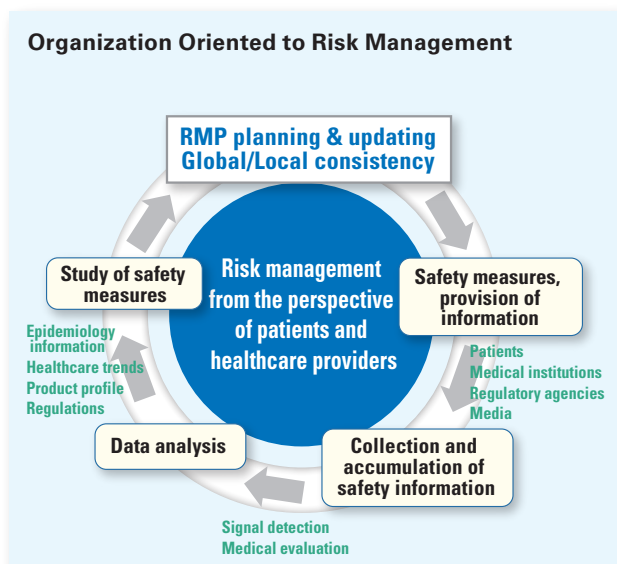 Organization Oriented to Risk Management
RMP planning & updating
Global/Local consistency
Risk management
from the perspective
of patients and
healthcare providers
Safety measures,
provision of
information
Patients
Medical institutions
Regulatory agencies
Media
Collection and
accumulation of
safety information
Signal detection
Medical evaluation
Data analysis
Epidemiology
information
Healthcare trends
Product profile
Regulations
Study of safety
measures